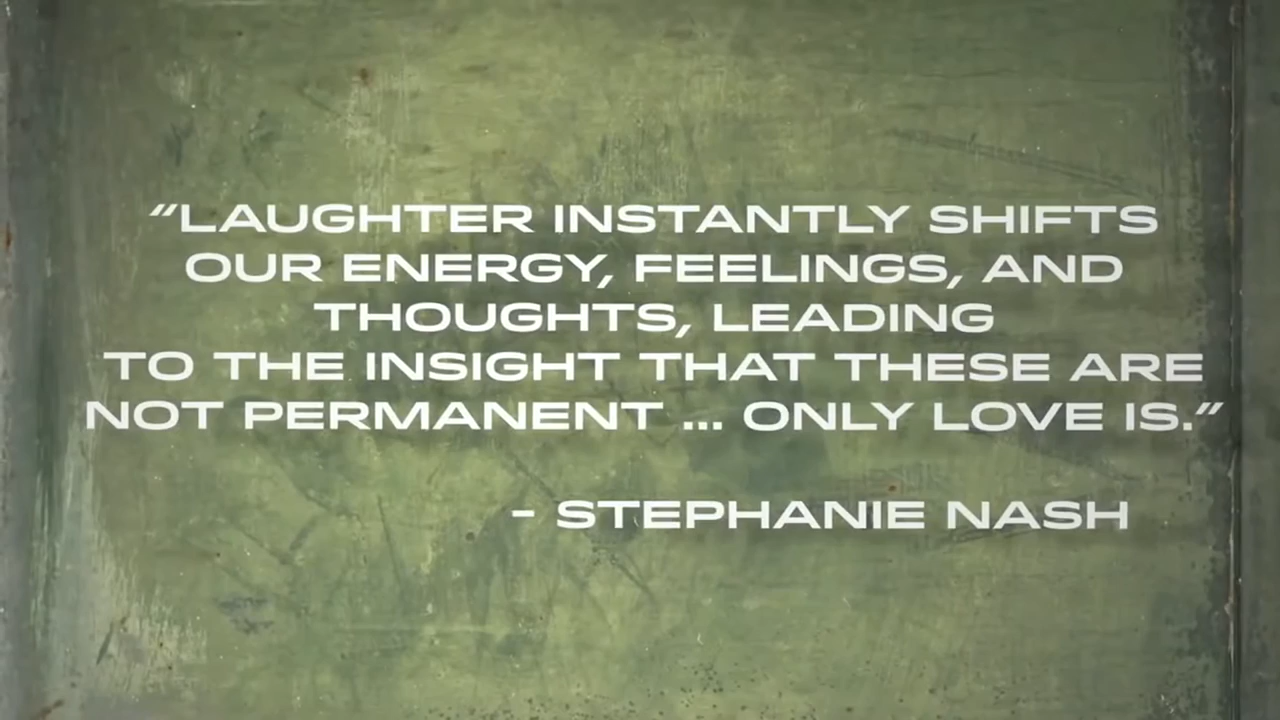 “LAUGHTER INSTANTLY SHIFTS
OUR ENERGY, FEELINGS, AND
THOUGHTS, LEADING
TO THE INSIGHT THAT THESE ARE
NOT PERMANENT ... ONLY LOVE IS.”
- STEPHANIE NASH